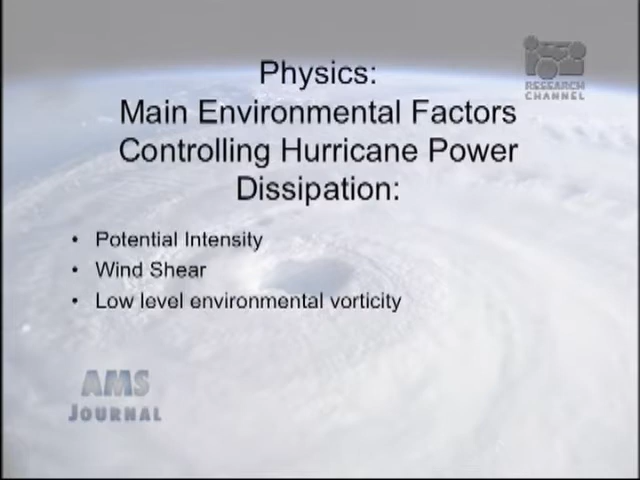 RESEARCH
CHANNEL
Physics:
Main Environmental Factors
Controlling Hurricane Power
Dissipation:
• Potential Intensity
• Wind Shear
• Low level environmental vorticity
AMS
JOURNAL